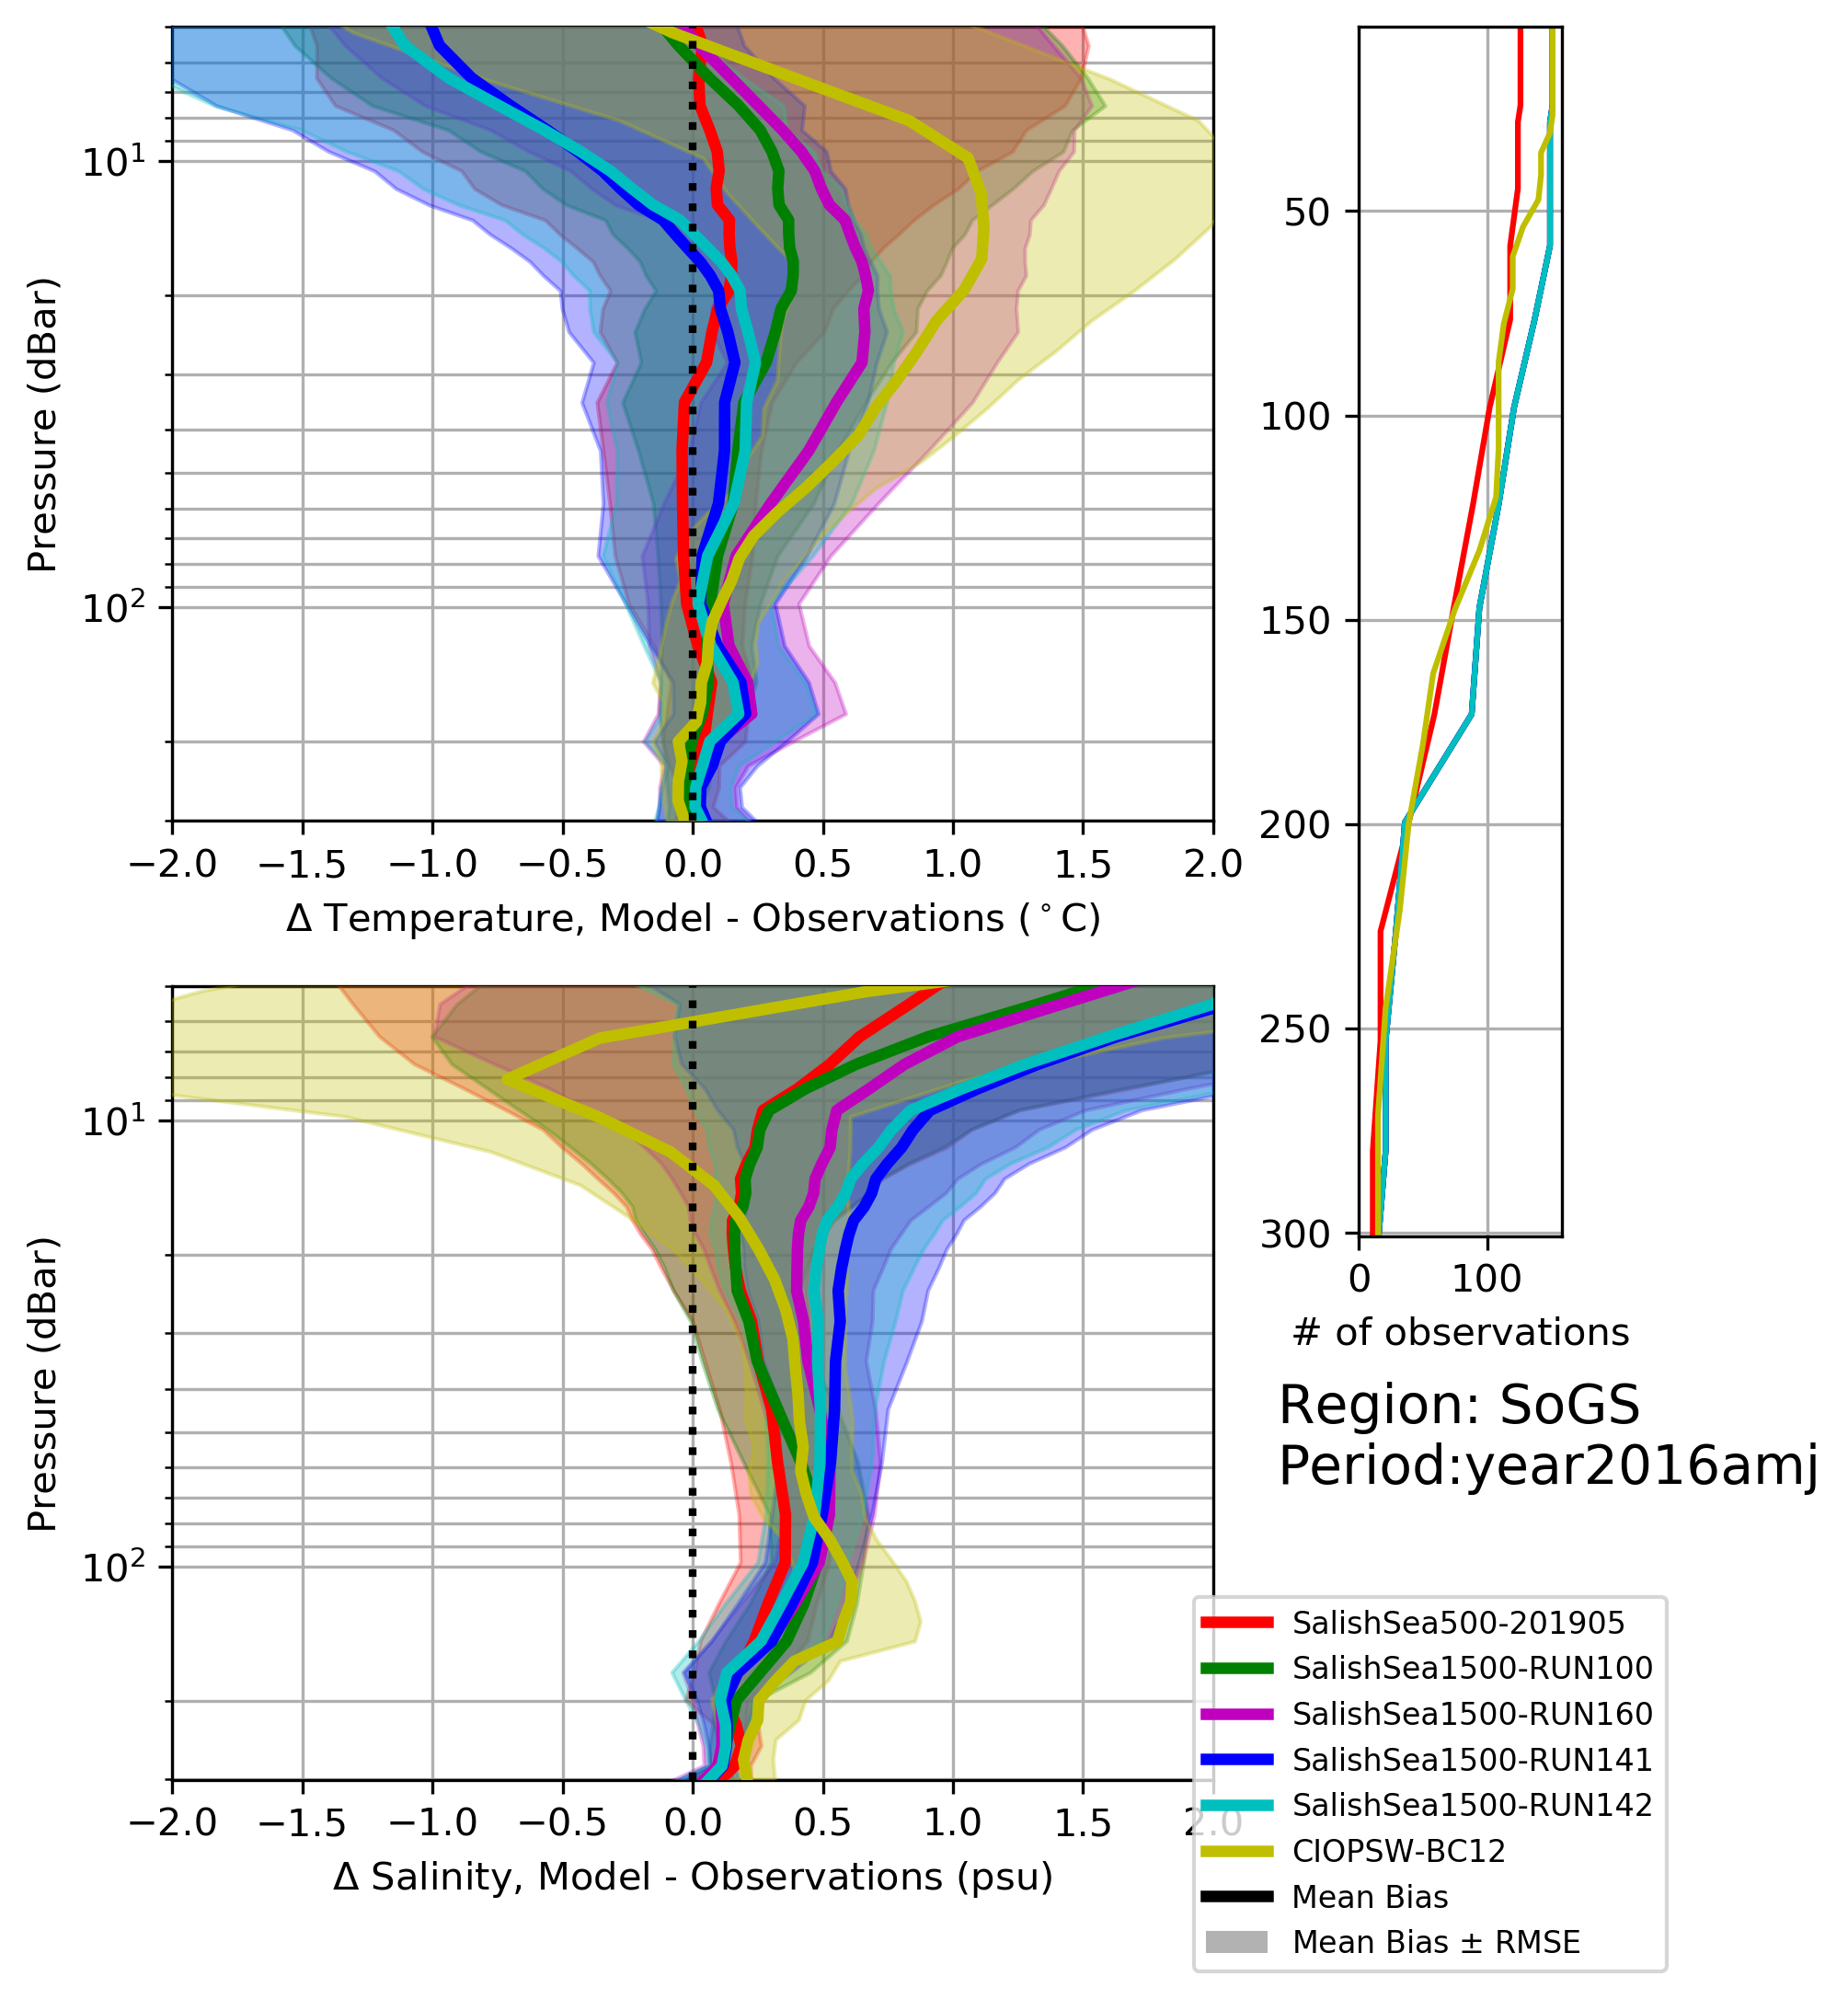 10¹
10²
Pressure (dBar)
−2.0 −1.5 −1.0 −0.5 0.0 0.5 1.0 1.5 2.0
Δ Temperature, Model - Observations (°C)
50
100
150
200
250
300
0 100
# of observations
Region: SoGS
Period:year2016amj
10¹
10²
Pressure (dBar)
−2.0 −1.5 −1.0 −0.5 0.0 0.5 1.0 1.5 2.0
Δ Salinity, Model - Observations (psu)
SalishSea500-201905
SalishSea1500-RUN100
SalishSea1500-RUN160
SalishSea1500-RUN141
SalishSea1500-RUN142
CIOPSW-BC12
Mean Bias
Mean Bias ± RMSE